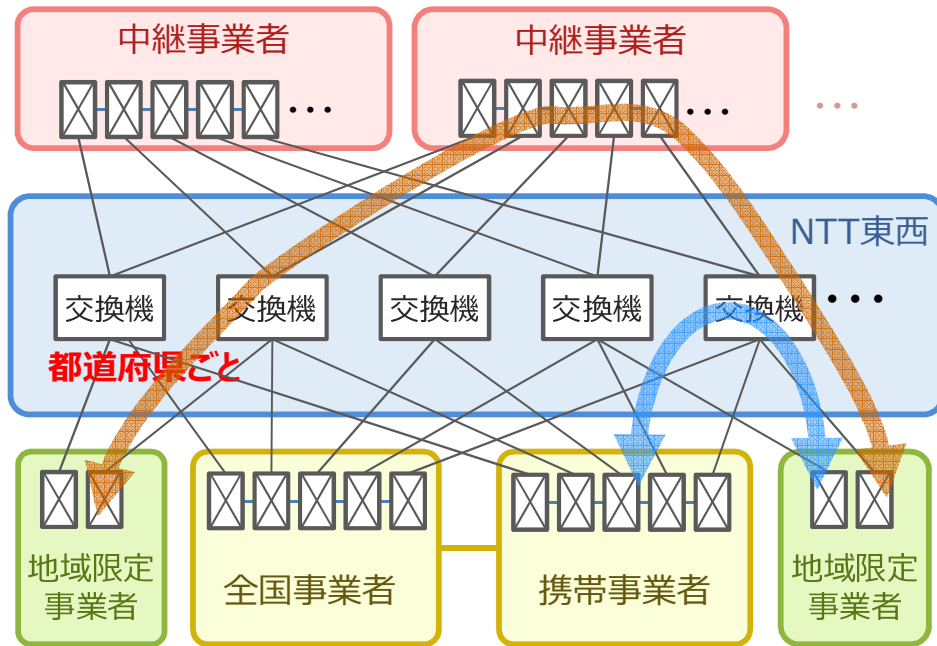 中継事業者
中継事業者
・・・
・・・
・・・
NTT東西
交換機
交換機
交換機
交換機
交換機
・・・
都道府県ごと
地域限定
事業者
全国事業者
携帯事業者
地域限定
事業者